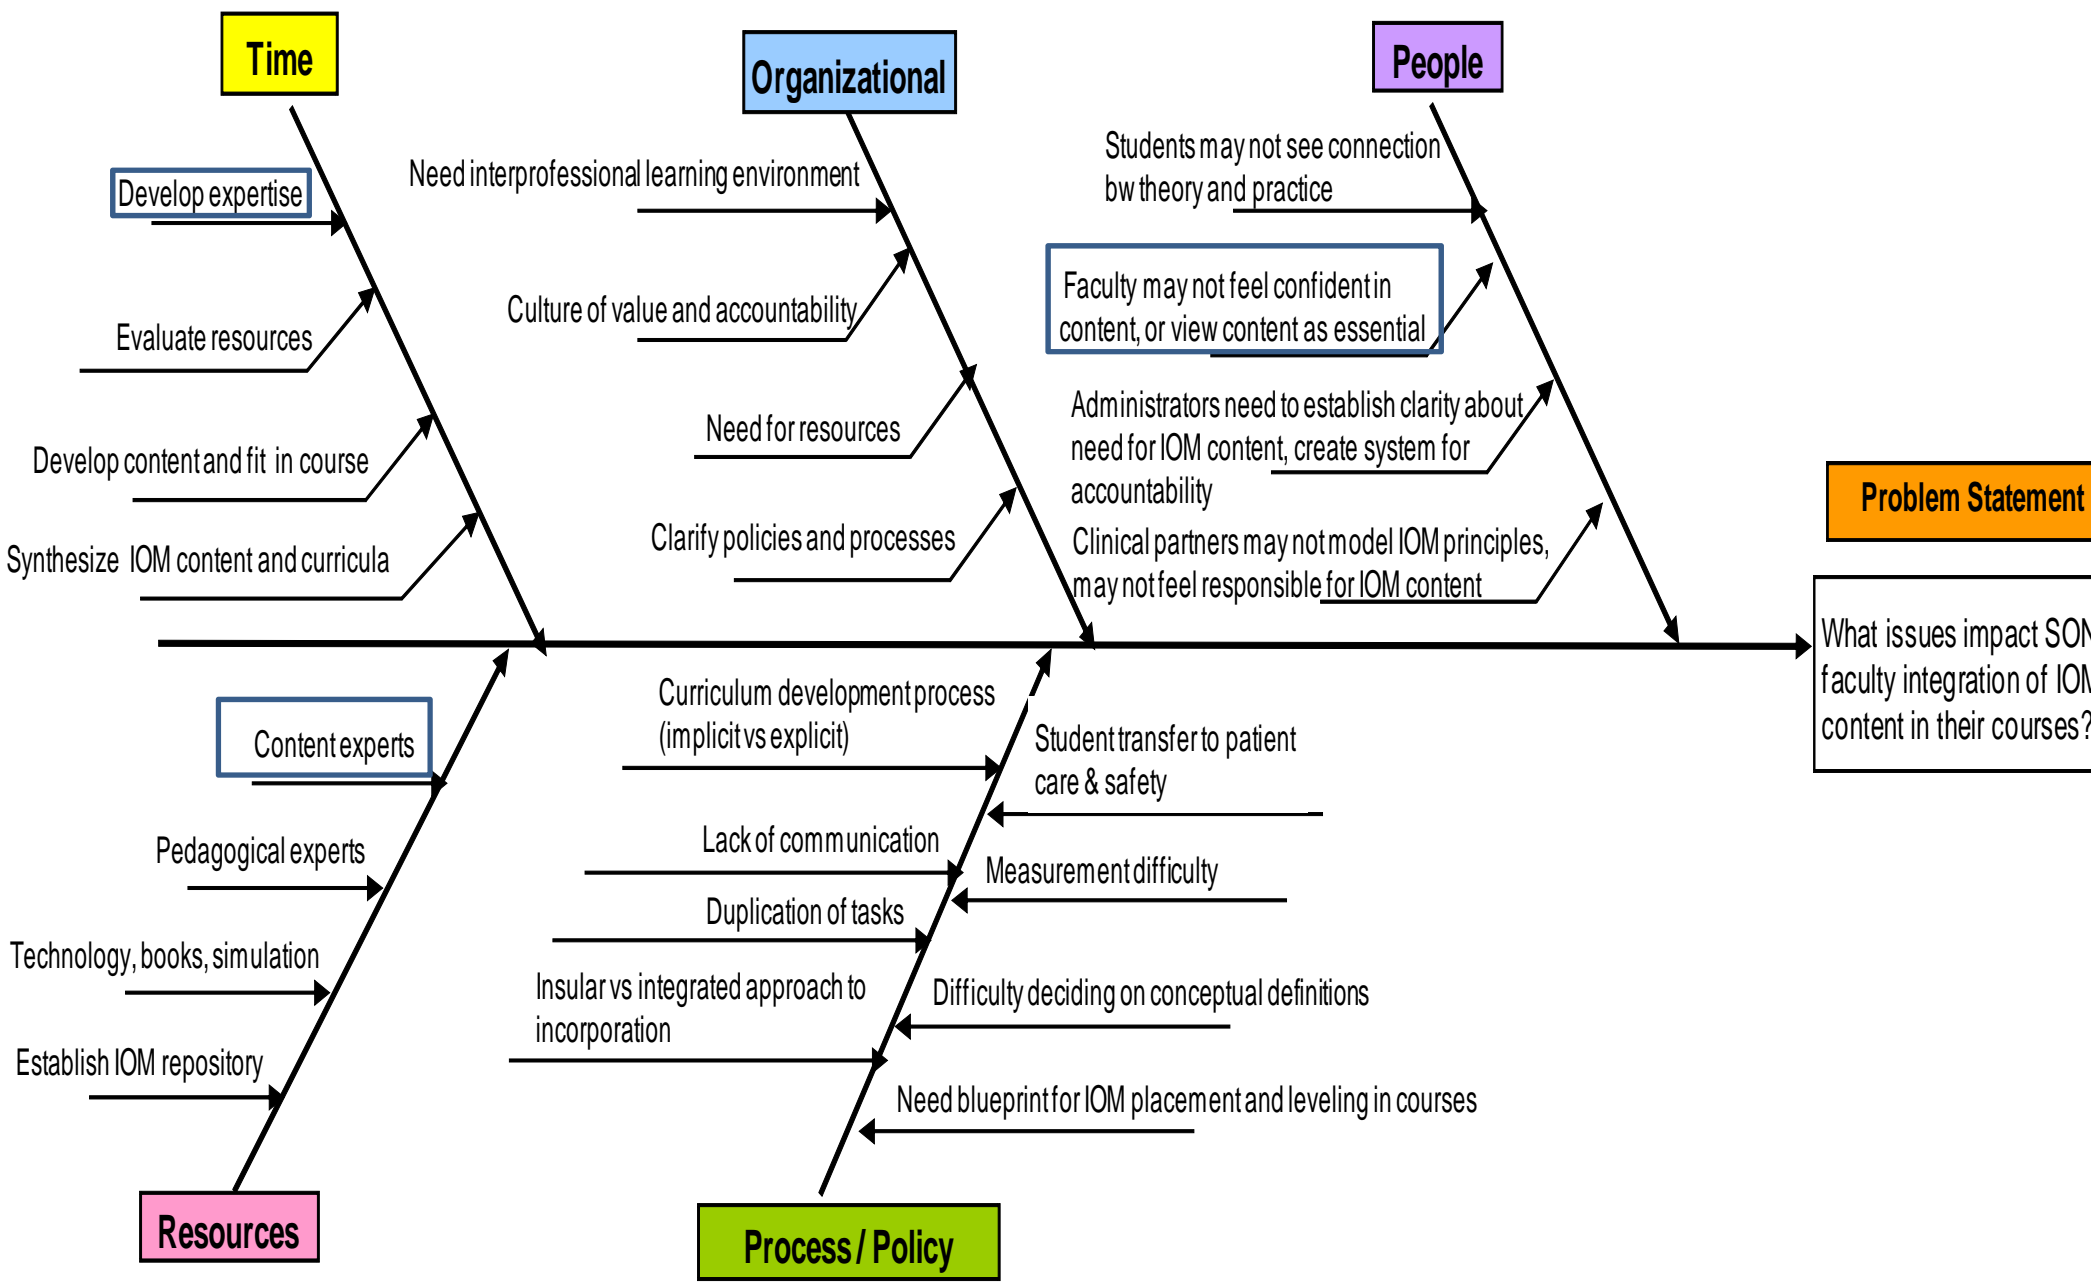 Time
Organizational
People
Develop expertise
Evaluate resources
Develop content and fit in course
Synthesize IOM content and curricula
Need interprofessional learning environment
Culture of value and accountability
Need for resources
Clarify policies and processes
Students may not see connection
bw theory and practice
Faculty may not feel confident in
content, or view content as essential
Administrators need to establish clarity about
need for IOM content, create system for
accountability
Clinical partners may not model IOM principles,
may not feel responsible for IOM content
Problem Statement
What issues impact SON
faculty integration of IOM
content in their courses?
Content experts
Pedagogical experts
Technology, books, simulation
Establish IOM repository
Resources
Curriculum development process
(implicit vs explicit)
Lack of communication
Duplication of tasks
Insular vs integrated approach to
incorporation
Student transfer to patient
care & safety
Measurement difficulty
Difficulty deciding on conceptual definitions
Need blueprint for IOM placement and leveling in courses
Process / Policy